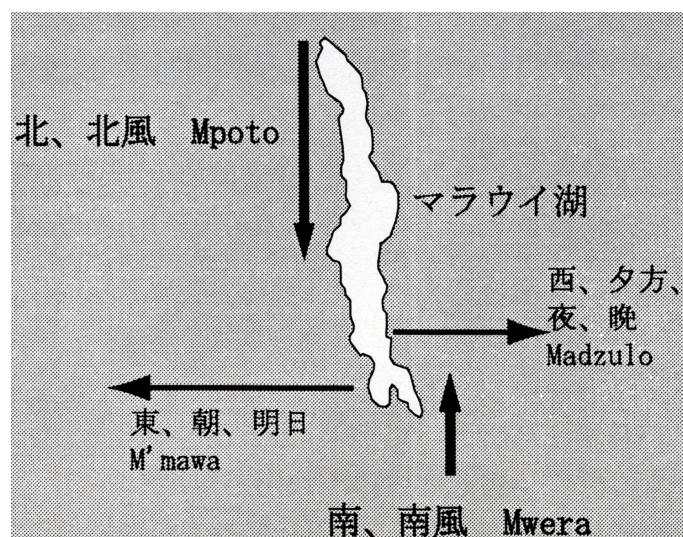 北、北風　Mpoto
マラウイ湖
西、夕方、
夜、晩
Madzulo
東、朝、明日
M'mawa
南、南風　Mwera